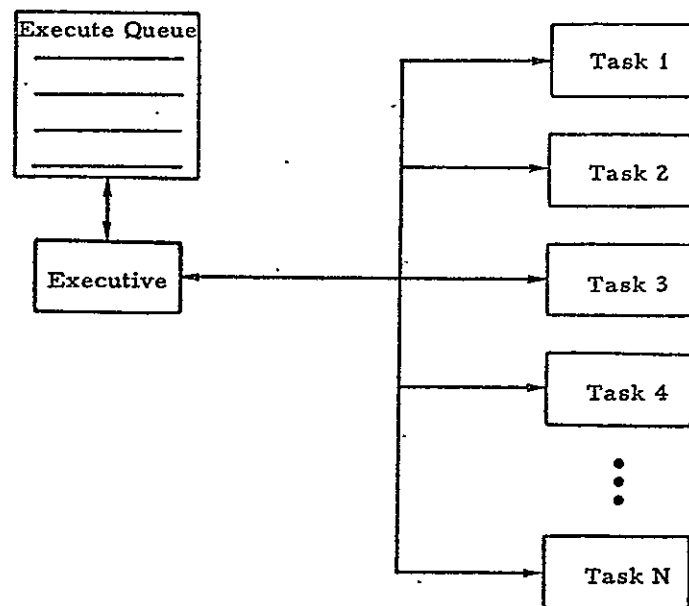 Execute Queue
Executive
Task 1
Task 2
Task 3
Task 4
Task N